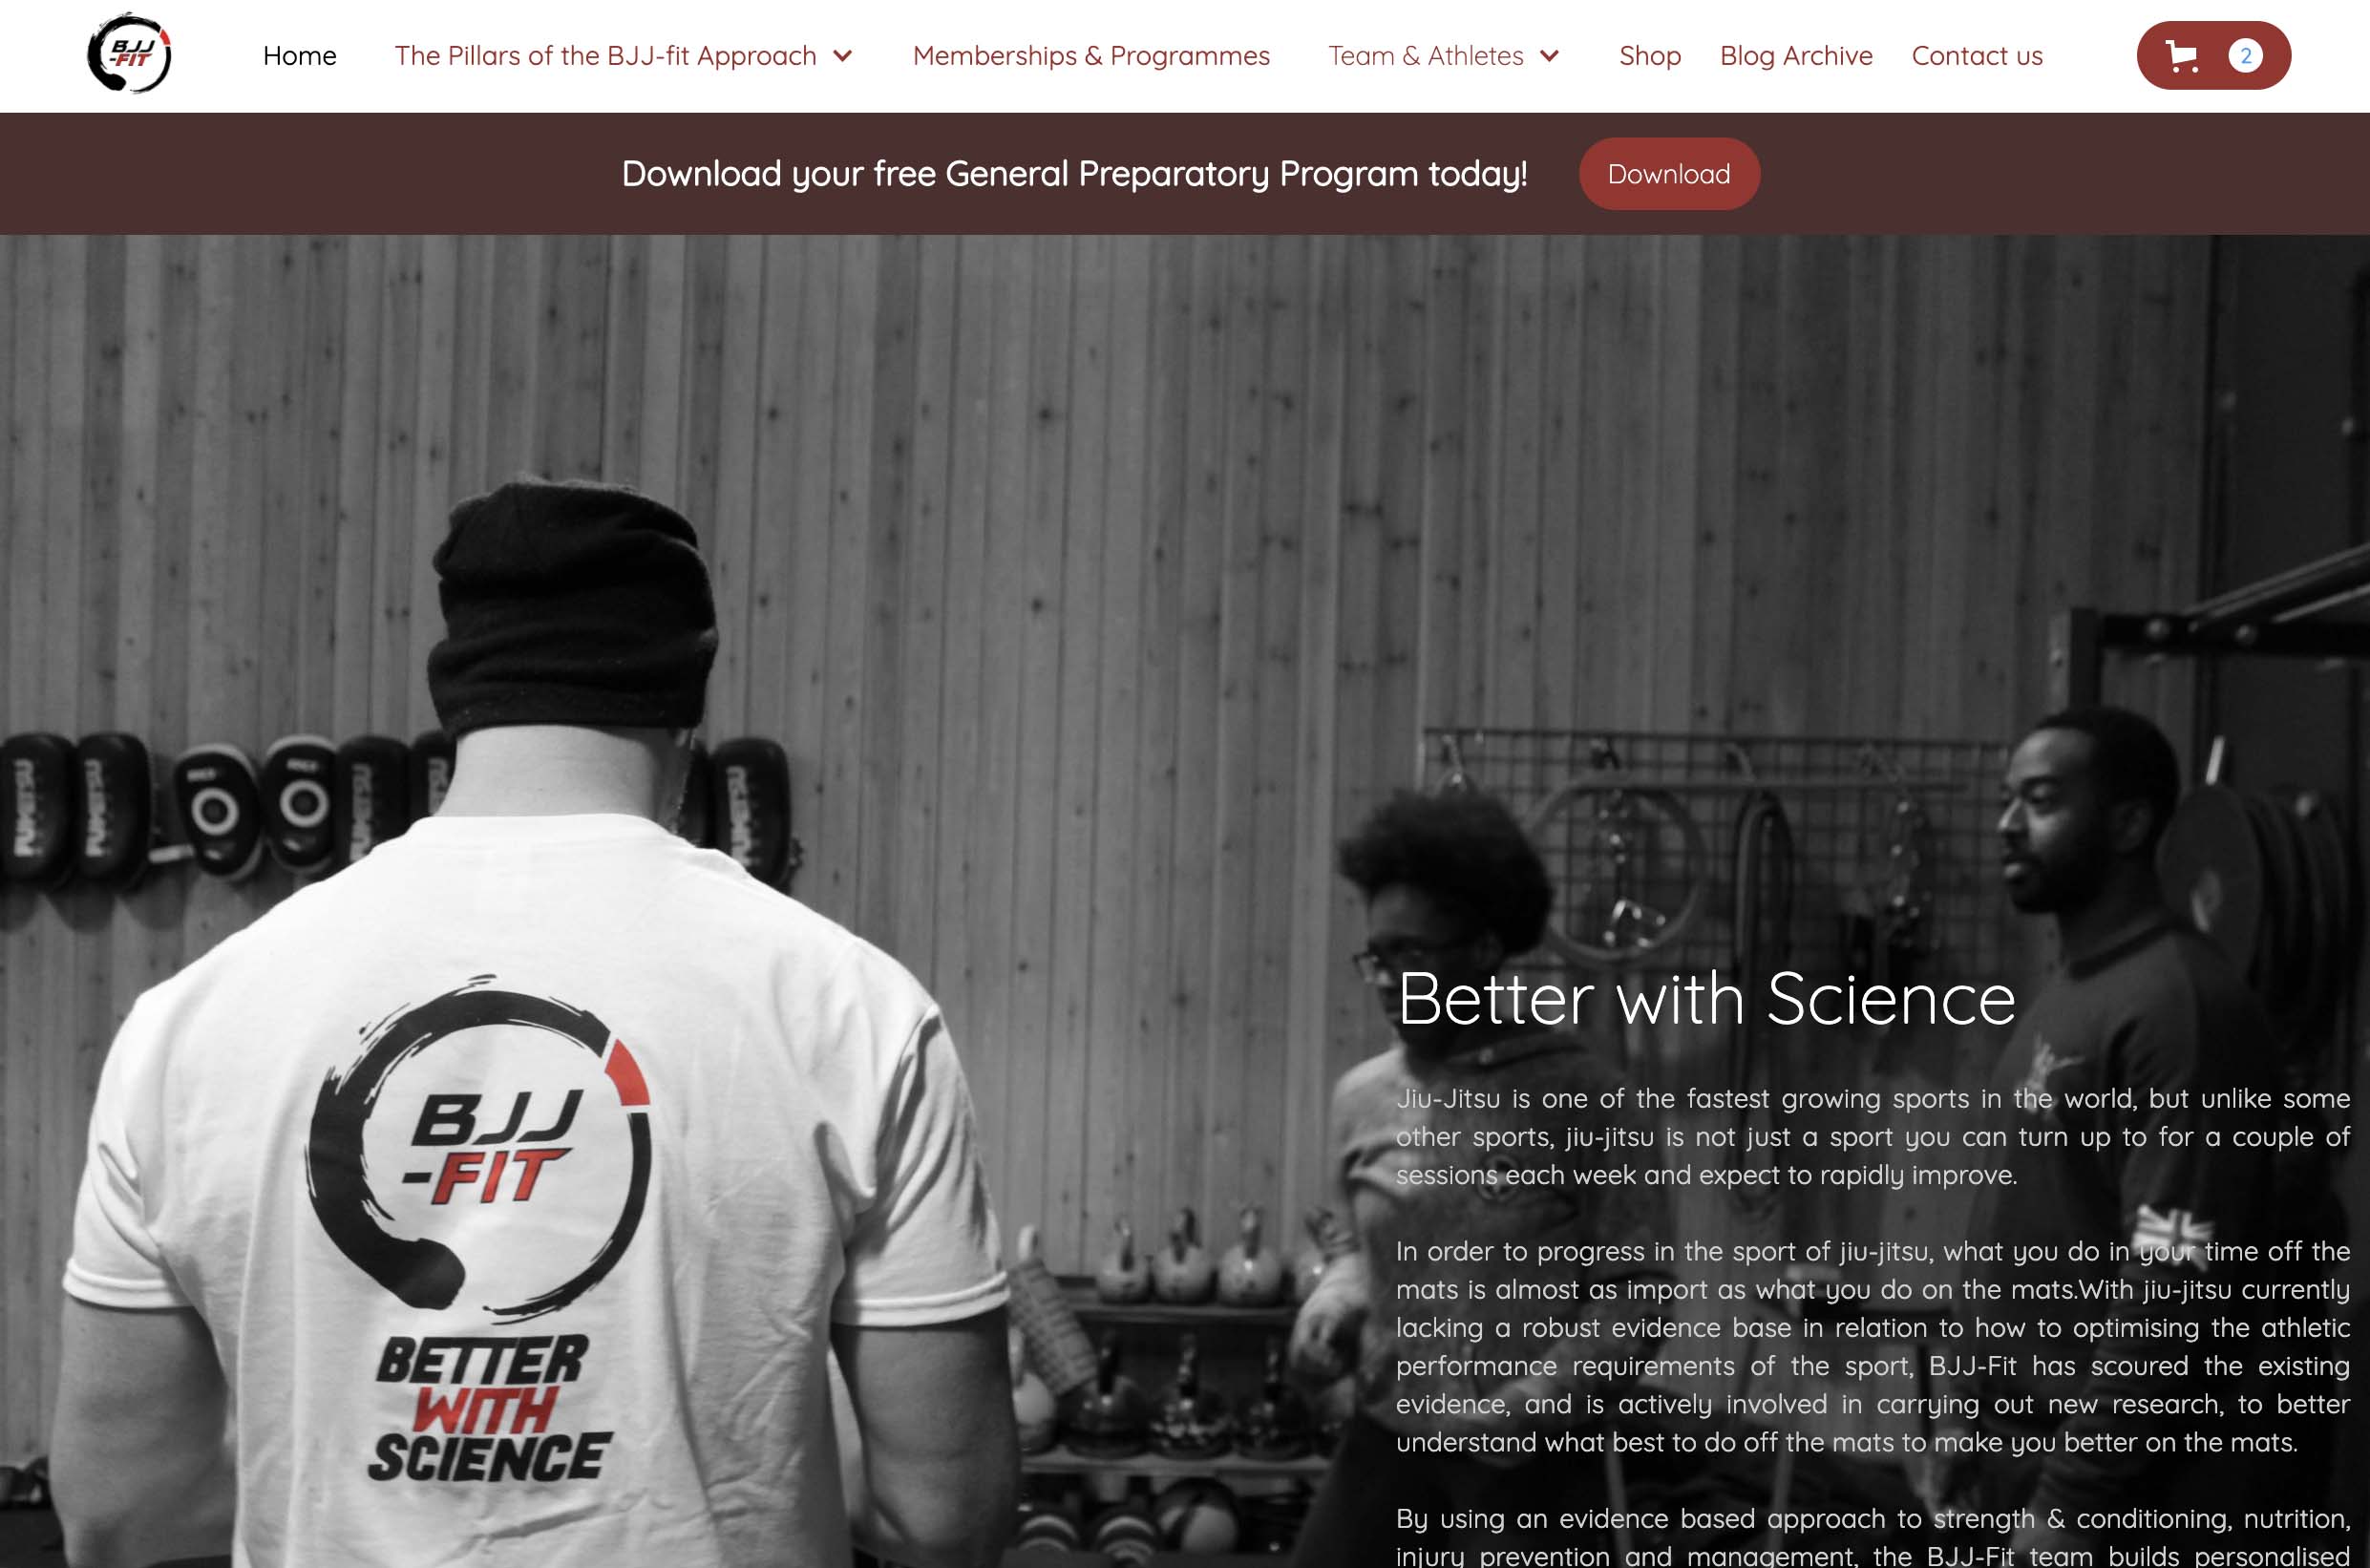 BJJ
-FIT
Home
The Pillars of the BJJ-fit Approach
Memberships & Programmes
Team & Athletes
Shop
Blog Archive
Contact us
2
Download your free General Preparatory Program today!
Download
BJJ
-FIT
BETTER
WITH
SCIENCE
Better with Science
Jiu-Jitsu is one of the fastest growing sports in the world, but unlike some
other sports, jiu-jitsu is not just a sport you can turn up to for a couple of
sessions each week and expect to rapidly improve.
In order to progress in the sport of jiu-jitsu, what you do in your time off the
mats is almost as import as what you do on the mats.With jiu-jitsu currently
lacking a robust evidence base in relation to how to optimising the athletic
performance requirements of the sport, BJJ-Fit has scoured the existing
evidence, and is actively involved in carrying out new research, to better
understand what best to do off the mats to make you better on the mats.
By using an evidence based approach to strength & conditioning, nutrition,
injury prevention and management, the BJJ-Fit team builds personalised